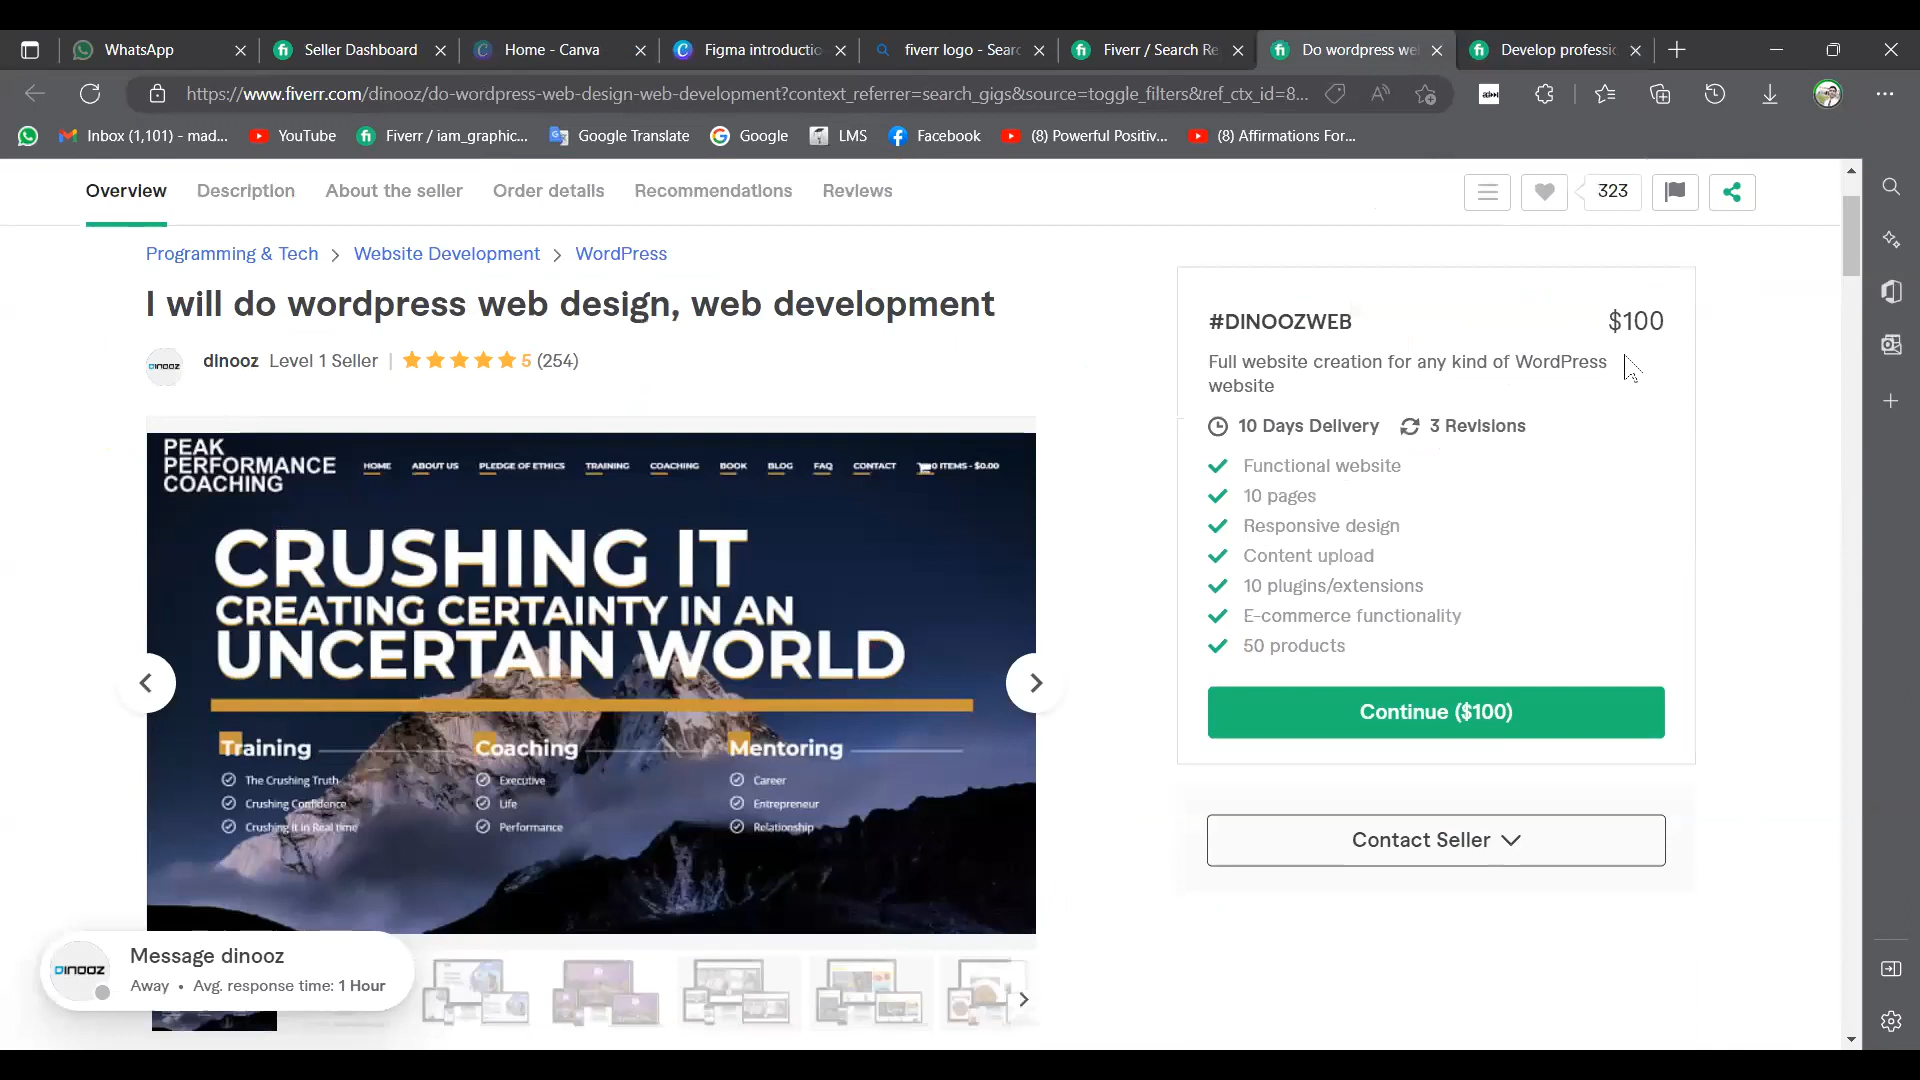 WhatsApp
Seller Dashboard
Home - Canva
Figma introductio
fiverr logo - Searc
Fiverr / Search Re
Do wordpress we
Develop professio
https://www.fiverr.com/dinooz/do-wordpress-web-design-web-development?context_referrer=search_gigs&source=toggle_filters&ref_ctx_id=8...
Inbox (1,101) - mad...
YouTube
Fiverr / iam_graphic...
Google Translate
Google
LMS
Facebook
(8) Powerful Positiv...
(8) Affirmations For...
Overview
Description
About the seller
Order details
Recommendations
Reviews
323
Programming & Tech > Website Development > WordPress
I will do wordpress web design, web development
dinooz
dinooz Level 1 Seller | 5 (254)
#DINOOZWEB
$100
Full website creation for any kind of WordPress
website
10 Days Delivery
3 Revisions
Functional website
10 pages
Responsive design
Content upload
10 plugins/extensions
E-commerce functionality
50 products
Continue ($100)
Contact Seller
PEAK
PERFORMANCE
COACHING
HOME
ABOUT US
PLEDGE OF ETHICS
TRAINING
COACHING
BOOK
BLOG
FAQ
CONTACT
0 ITEMS - $0.00
CRUSHING IT
CREATING CERTAINTY IN AN
UNCERTAIN WORLD
Training
The Crushing Truth
Crushing Confidence
Crushing It in Real time
Coaching
Executive
Life
Performance
Mentoring
Career
Entrepreneur
Relationship
DINOOZ
Message dinooz
Away • Avg. response time: 1 Hour